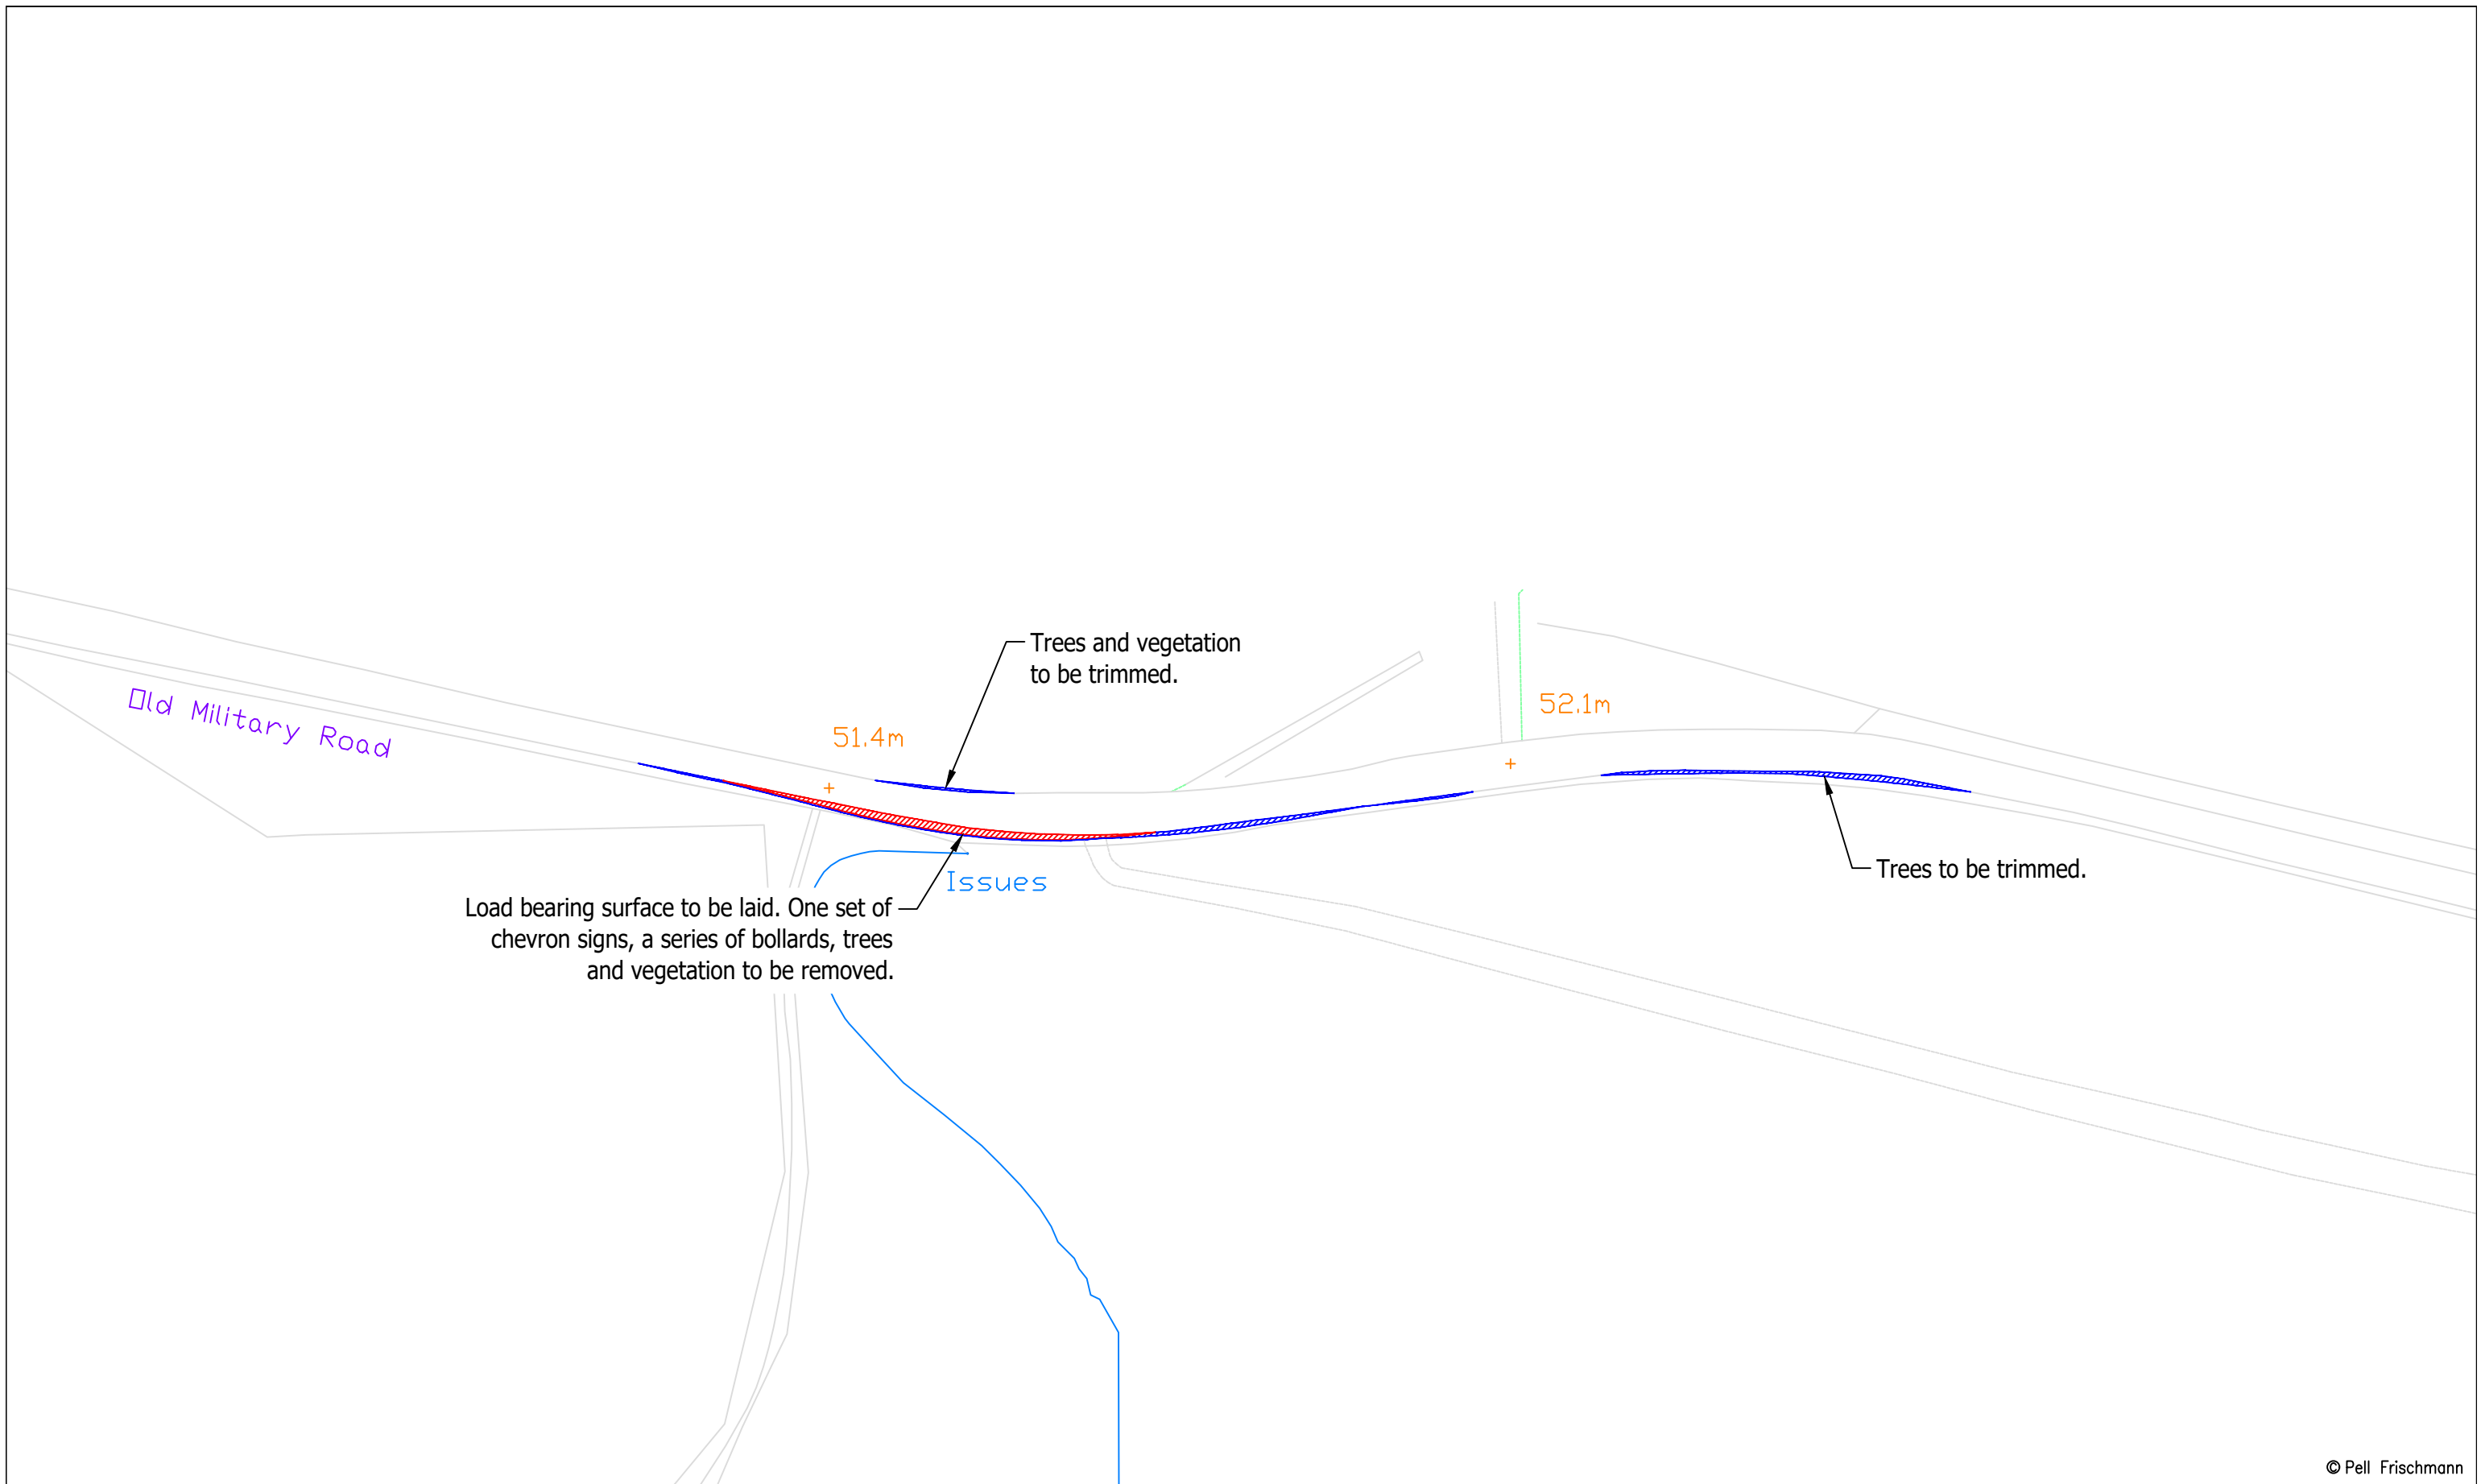 Trees and vegetation
to be trimmed.
Old Military Road
52.1m
51.4m
Trees to be trimmed.
Issues
Load bearing surface to be laid. One set of
chevron signs, a series of bollards, trees
and vegetation to be removed.
© Pell Frischmann